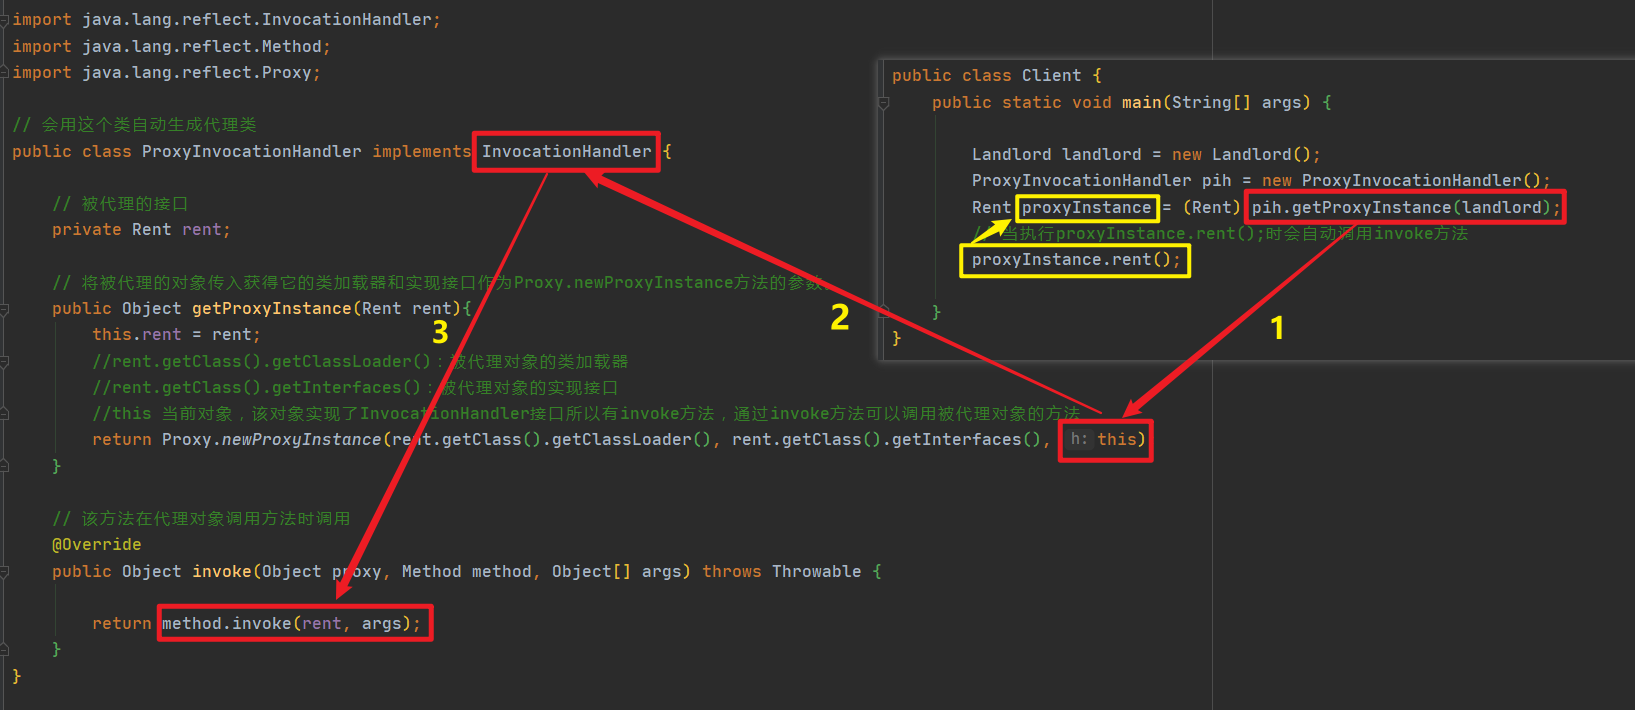 import java.lang.reflect.InvocationHandler;
import java.lang.reflect.Method;
import java.lang.reflect.Proxy;
// 会用这个类自动生成代理类
public class ProxyInvocationHandler implements InvocationHandler {
// 被代理的接口
private Rent rent;
// 将被代理的对象传入获得它的类加载器和实现接口作为Proxy.newProxyInstance方法的参数。
public Object getProxyInstance(Rent rent){
this.rent = rent;
//rent.getClass().getClassLoader()：被代理对象的类加载器
//rent.getClass().getInterfaces()：被代理对象的实现接口
//this 当前对象，该对象实现了InvocationHandler接口所以有invoke方法，通过invoke方法可以调用被代理对象的方法
return Proxy.newProxyInstance(rent.getClass().getClassLoader(), rent.getClass().getInterfaces(), h: this)
}
// 该方法在代理对象调用方法时调用
@Override
public Object invoke(Object proxy, Method method, Object[] args) throws Throwable {
return method.invoke(rent, args);
}
}
public class Client {
public static void main(String[] args) {
Landlord landlord = new Landlord();
ProxyInvocationHandler pih = new ProxyInvocationHandler();
Rent proxyInstance = (Rent) pih.getProxyInstance(landlord);
// 当执行proxyInstance.rent();时会自动调用invoke方法
proxyInstance.rent();
}
}
1
2
3